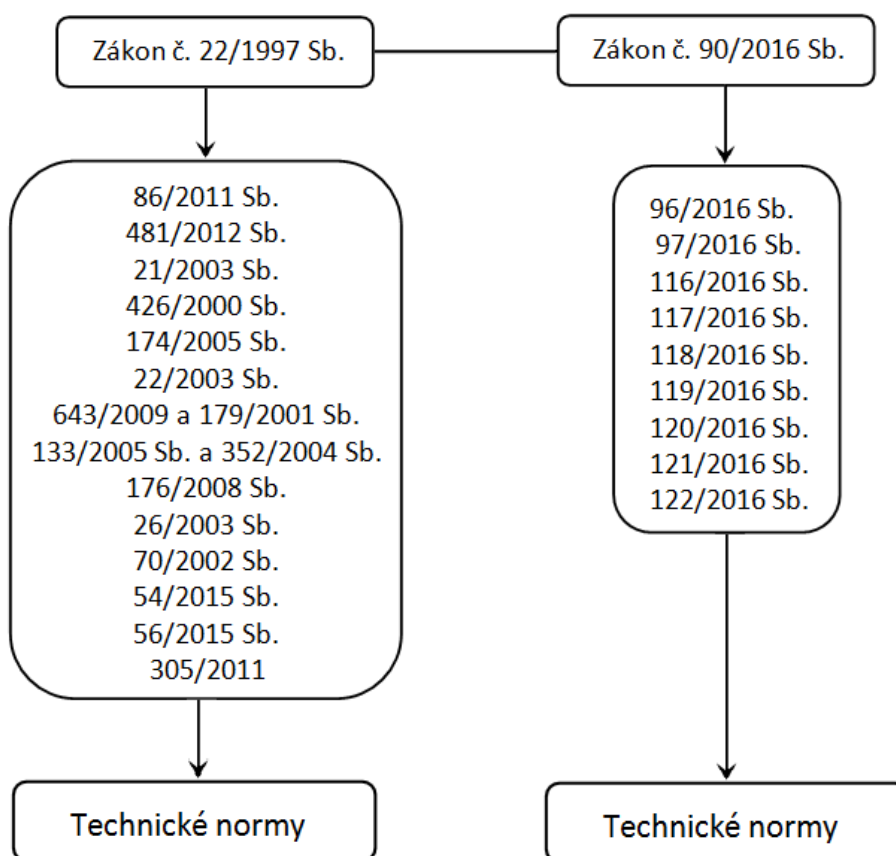 Zákon č. 22/1997 Sb.
Zákon č. 90/2016 Sb.
86/2011 Sb.
481/2012 Sb.
21/2003 Sb.
426/2000 Sb.
174/2005 Sb.
22/2003 Sb.
643/2009 a 179/2001 Sb.
133/2005 Sb. a 352/2004 Sb.
176/2008 Sb.
26/2003 Sb.
70/2002 Sb.
54/2015 Sb.
56/2015 Sb.
305/2011
96/2016 Sb.
97/2016 Sb.
116/2016 Sb.
117/2016 Sb.
118/2016 Sb.
119/2016 Sb.
120/2016 Sb.
121/2016 Sb.
122/2016 Sb.
Technické normy
Technické normy